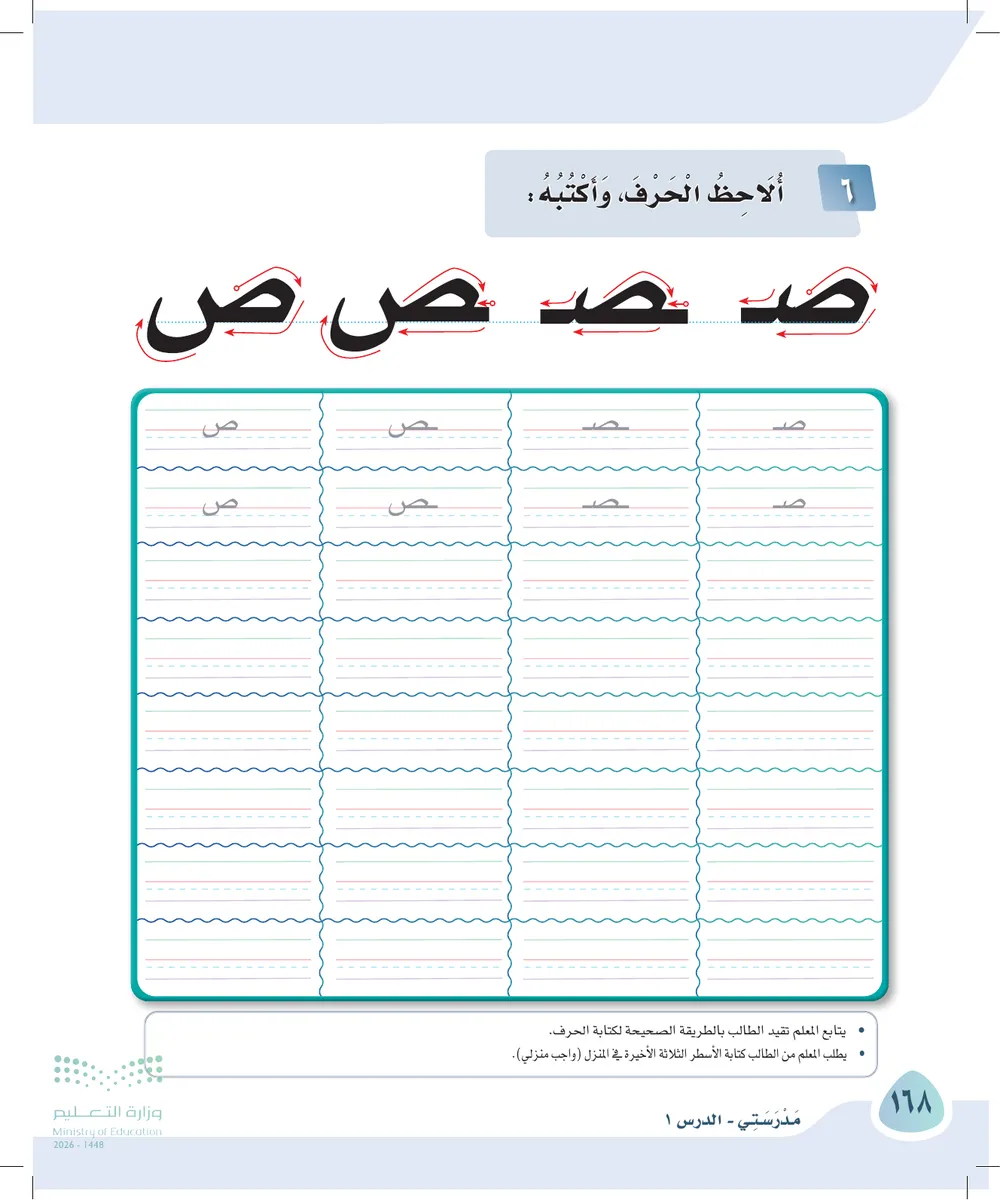 ٦
أُلَاحِظُ الْحَرْفَ، وَأَكْتُبُهُ :
صـ ـصـ ـص ص
صـ ـصـ ـص ص
صـ ـصـ ـص ص
• يتابع المعلم تقيد الطالب بالطريقة الصحيحة لكتابة الحرف.
• يطلب المعلم من الطالب كتابة الأسطر الثلاثة الأخيرة في المنزل (واجب منزلي).
وزارة التعـــليم
Ministry of Education
2026 - 1448
مَدْرَسَتِي - الدرس ١
١٦٨